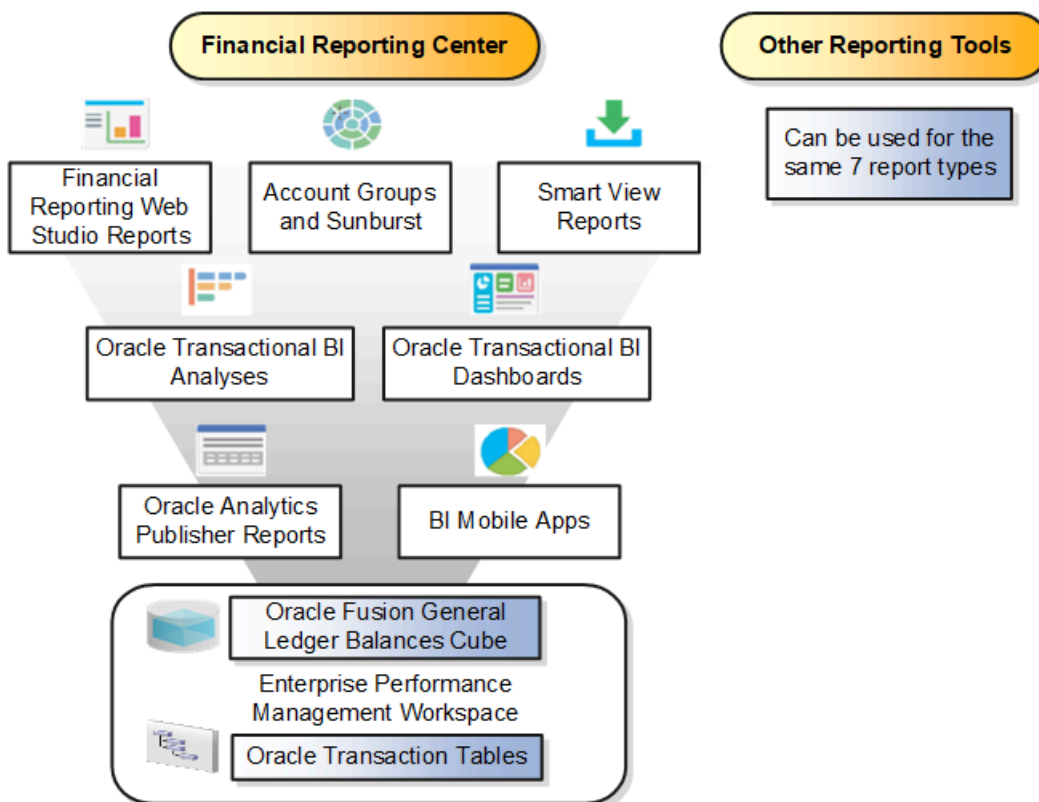 Financial Reporting Center
Other Reporting Tools
Can be used for the
same 7 report types
Financial
Reporting Web
Studio Reports
Account Groups
and Sunburst
Smart View
Reports
Oracle Transactional BI
Analyses
Oracle Transactional BI
Dashboards
Oracle Analytics
Publisher Reports
BI Mobile Apps
Oracle Fusion General
Ledger Balances Cube
Enterprise Performance
Management Workspace
Oracle Transaction Tables